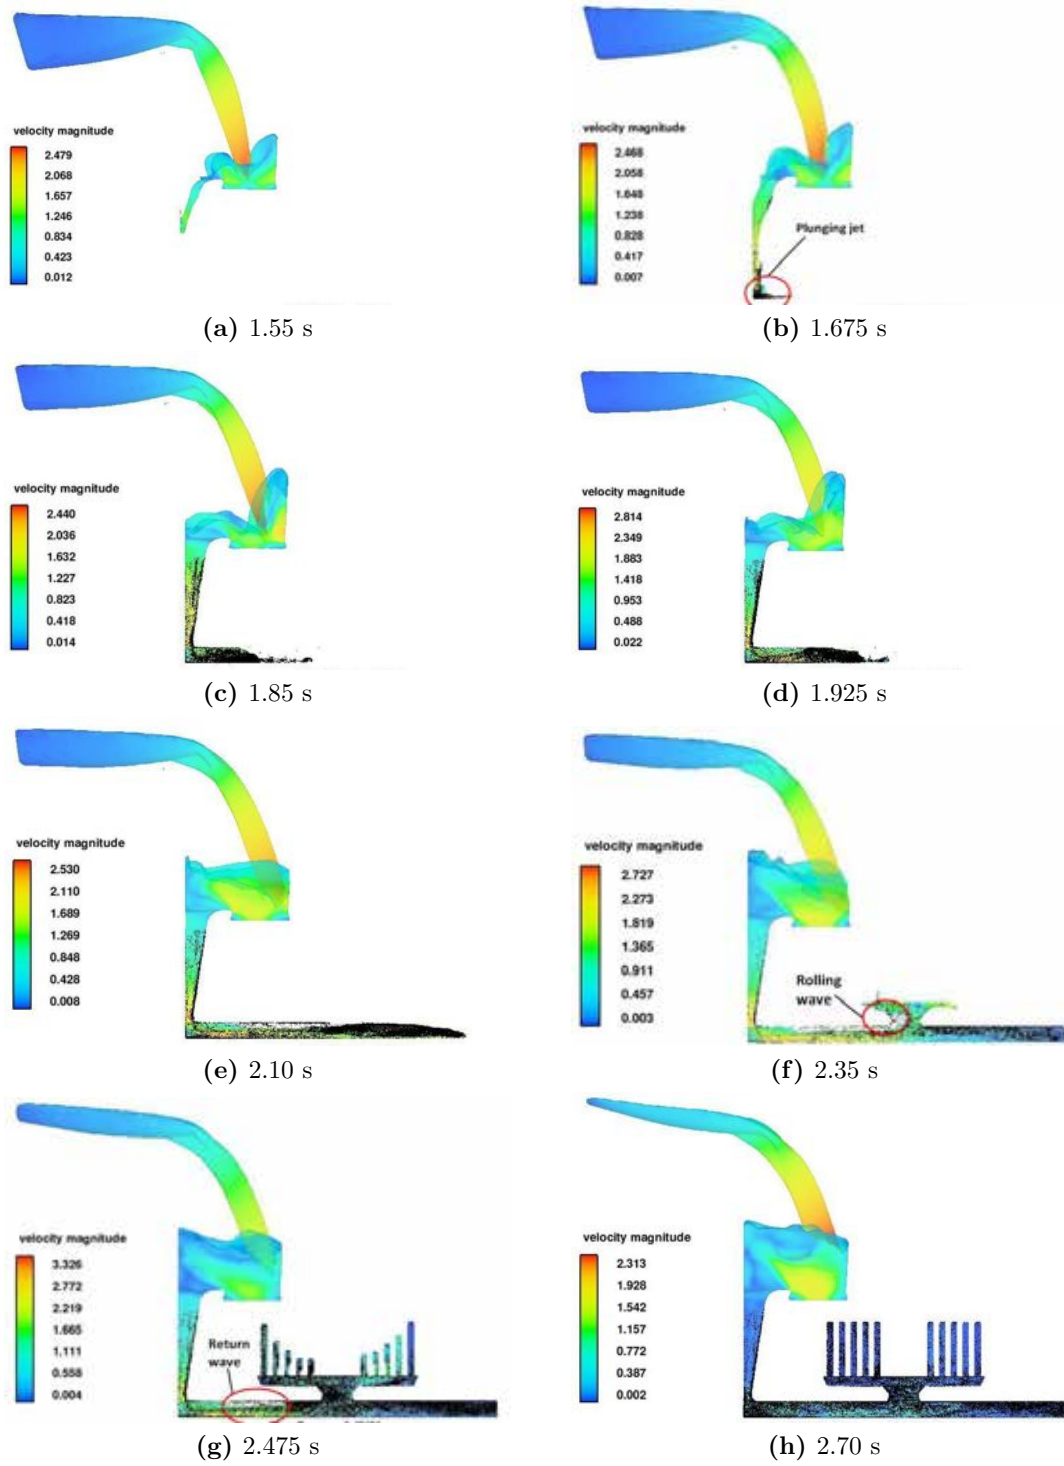 velocity magnitude
2.479
2.068
1.657
1.246
0.834
0.423
0.012
(a) 1.55 s
velocity magnitude
2.468
2.058
1.648
1.238
0.828
0.417
0.007
Plunging jet
(b) 1.675 s
velocity magnitude
2.440
2.036
1.632
1.227
0.823
0.418
0.014
(c) 1.85 s
velocity magnitude
2.814
2.349
1.883
1.418
0.953
0.488
0.022
(d) 1.925 s
velocity magnitude
2.530
2.110
1.689
1.269
0.848
0.428
0.008
(e) 2.10 s
velocity magnitude
2.727
2.273
1.819
1.365
0.911
0.457
0.003
Rolling
wave
(f) 2.35 s
velocity magnitude
3.326
2.772
2.219
1.665
1.111
0.558
0.004
Return
wave
(g) 2.475 s
velocity magnitude
2.313
1.928
1.542
1.157
0.772
0.387
0.002
(h) 2.70 s